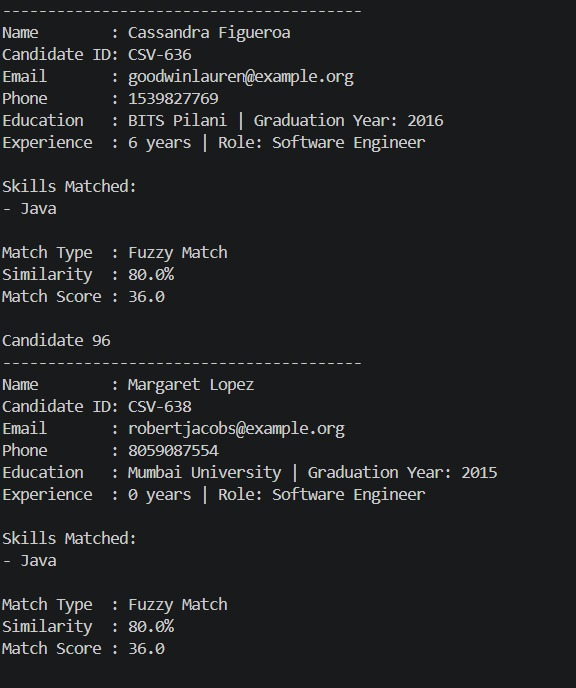 ---------------------------------------
Name        : Cassandra Figueroa
Candidate ID: CSV-636
Email       : goodwinlauren@example.org
Phone       : 1539827769
Education   : BITS Pilani | Graduation Year: 2016
Experience  : 6 years | Role: Software Engineer
Skills Matched:
- Java
Match Type  : Fuzzy Match
Similarity  : 80.0%
Match Score : 36.0
Candidate 96
---------------------------------------
Name        : Margaret Lopez
Candidate ID: CSV-638
Email       : robertjacobs@example.org
Phone       : 8059087554
Education   : Mumbai University | Graduation Year: 2015
Experience  : 0 years | Role: Software Engineer
Skills Matched:
- Java
Match Type  : Fuzzy Match
Similarity  : 80.0%
Match Score : 36.0